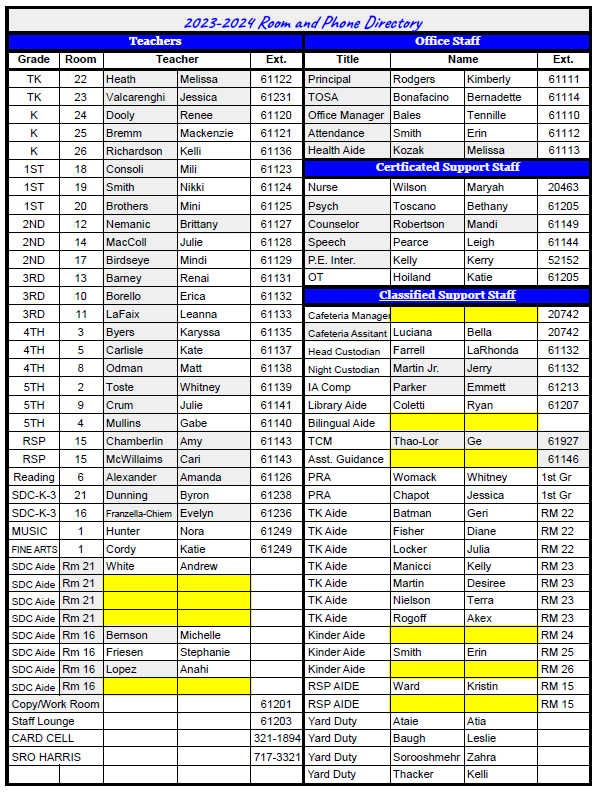 2023-2024 Room and Phone Directory
Teachers Office Staff
Grade Room Teacher Ext. Title Name Ext.
TK 22 Heath Melissa 61122 Principal Rodgers Kimberly 61111
TK 23 Valcarenghi Jessica 61231 TOSA Bonafacino Bernadette 61114
K 24 Dooly Renee 61120 Office Manager Bales Tennille 61110
K 25 Bremm Mackenzie 61121 Attendance Smith Erin 61112
K 26 Richardson Kelli 61136 Health Aide Kozak Melissa 61113
1ST 18 Consoli Mili 61123 Certficated Support Staff
1ST 19 Smith Nikki 61124 Nurse Wilson Maryah 20463
1ST 20 Brothers Mini 61125 Psych Toscano Bethany 61205
2ND 12 Nemanic Brittany 61127 Counselor Robertson Mandi 61149
2ND 14 MacColl Julie 61128 Speech Pearce Leigh 61144
2ND 17 Birdseye Mindi 61129 P.E. Inter. Kelly Kerry 52152
3RD 13 Barney Renai 61131 OT Hoiland Katie 61205
3RD 10 Borello Erica 61132 Classified Support Staff
3RD 11 LaFaix Leanna 61133 Cafeteria Manager 20742
4TH 3 Byers Karyssa 61135 Cafeteria Assitant Luciana Bella 20742
4TH 5 Carlisle Kate 61137 Head Custodian Farrell LaRhonda 61132
4TH 8 Odman Matt 61138 Night Custodian Martin Jr. Jerry 61132
5TH 2 Toste Whitney 61139 IA Comp Parker Emmett 61213
5TH 9 Crum Julie 61141 Library Aide Coletti Ryan 61207
5TH 4 Mullins Gabe 61140 Bilingual Aide
RSP 15 Chamberlin Amy 61143 TCM Thao-Lor Ge 61927
RSP 15 McWillaims Cari 61143 Asst. Guidance 61146
Reading 6 Alexander Amanda 61126 PRA Womack Whitney 1st Gr
SDC-K-3 21 Dunning Byron 61238 PRA Chapot Jessica 1st Gr
SDC-K-3 16 Franzella-Chiem Evelyn 61236 TK Aide Batman Geri RM 22
MUSIC 1 Hunter Nora 61249 TK Aide Fisher Diane RM 22
FINE ARTS 1 Cordy Katie 61249 TK Aide Locker Julia RM 22
SDC Aide Rm 21 White Andrew TK Aide Manicci Kelly RM 23
SDC Aide Rm 21 TK Aide Martin Desiree RM 23
SDC Aide Rm 21 TK Aide Nielson Terra RM 23
SDC Aide Rm 21 TK Aide Rogoff Akex RM 23
SDC Aide Rm 16 Bernson Michelle Kinder Aide RM 24
SDC Aide Rm 16 Friesen Stephanie Kinder Aide Smith Erin RM 25
SDC Aide Rm 16 Lopez Anahi Kinder Aide RM 26
SDC Aide Rm 16 RSP AIDE Ward Kristin RM 15
Copy/Work Room 61201 RSP AIDE RM 15
Staff Lounge 61203 Yard Duty Ataie Atia
CARD CELL 321-1894 Yard Duty Baugh Leslie
SRO HARRIS 717-3321 Yard Duty Sorooshmehr Zahra
Yard Duty Thacker Kelli